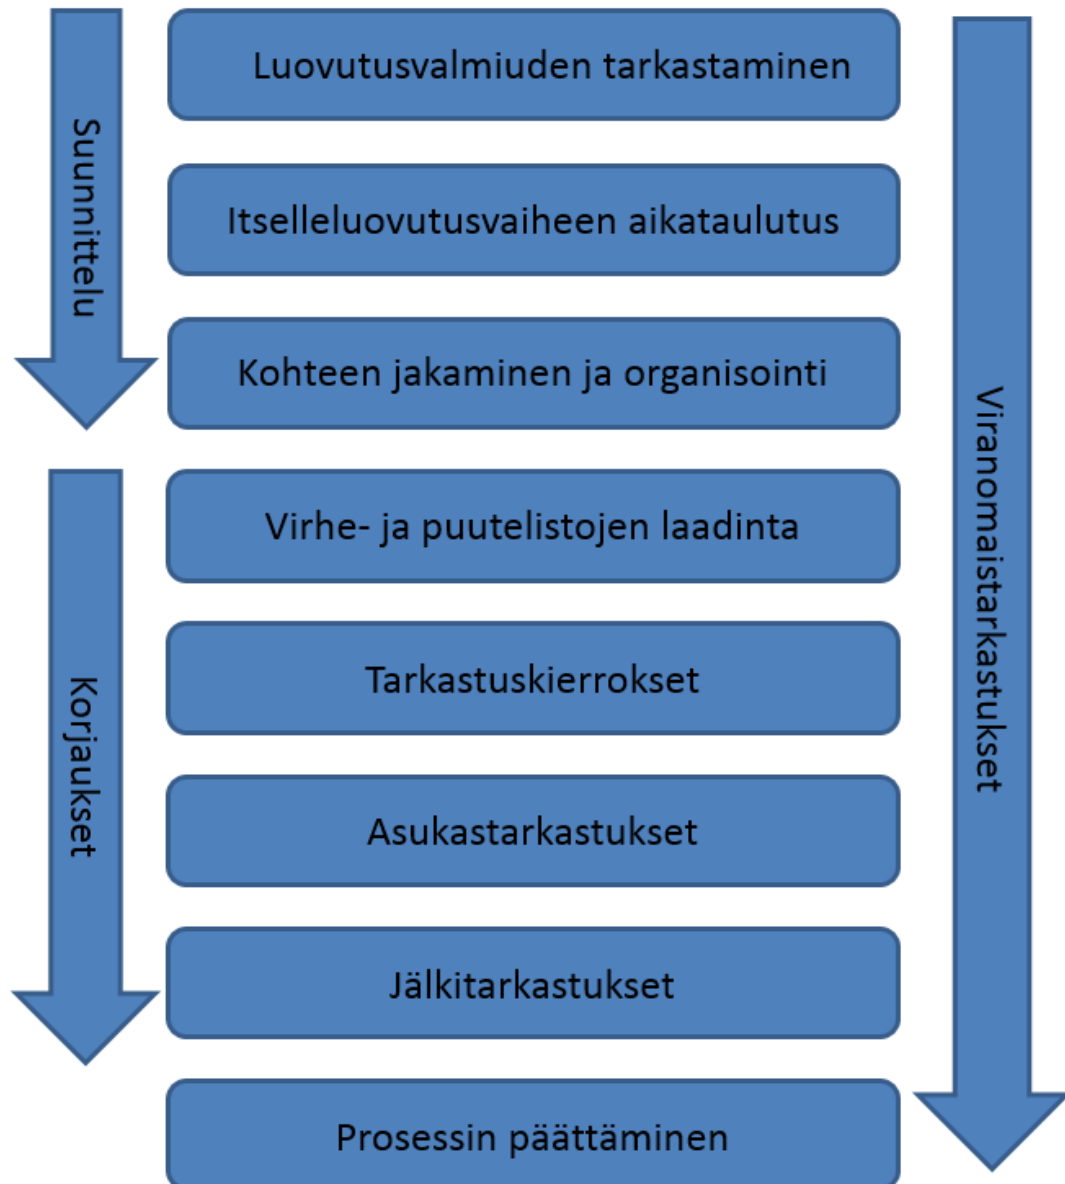 Luovutusvalmiuden tarkastaminen
Itselleluovutusvaiheen aikataulutus
Kohteen jakaminen ja organisointi
Virhe- ja puutelistojen laadinta
Tarkastuskierrokset
Asukastarkastukset
Jälkitarkastukset
Prosessin päättäminen
Suunnittelu
Korjaukset
Viranomaistarkastukset